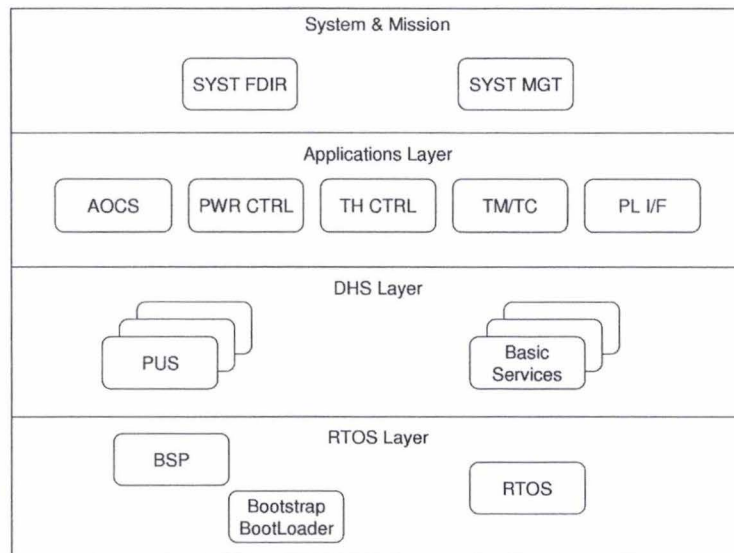 System & Mission
SYST FDIR
SYST MGT
Applications Layer
AOCS
PWR CTRL
TH CTRL
TM/TC
PL I/F
DHS Layer
PUS
Basic
Services
RTOS Layer
BSP
RTOS
Bootstrap
BootLoader